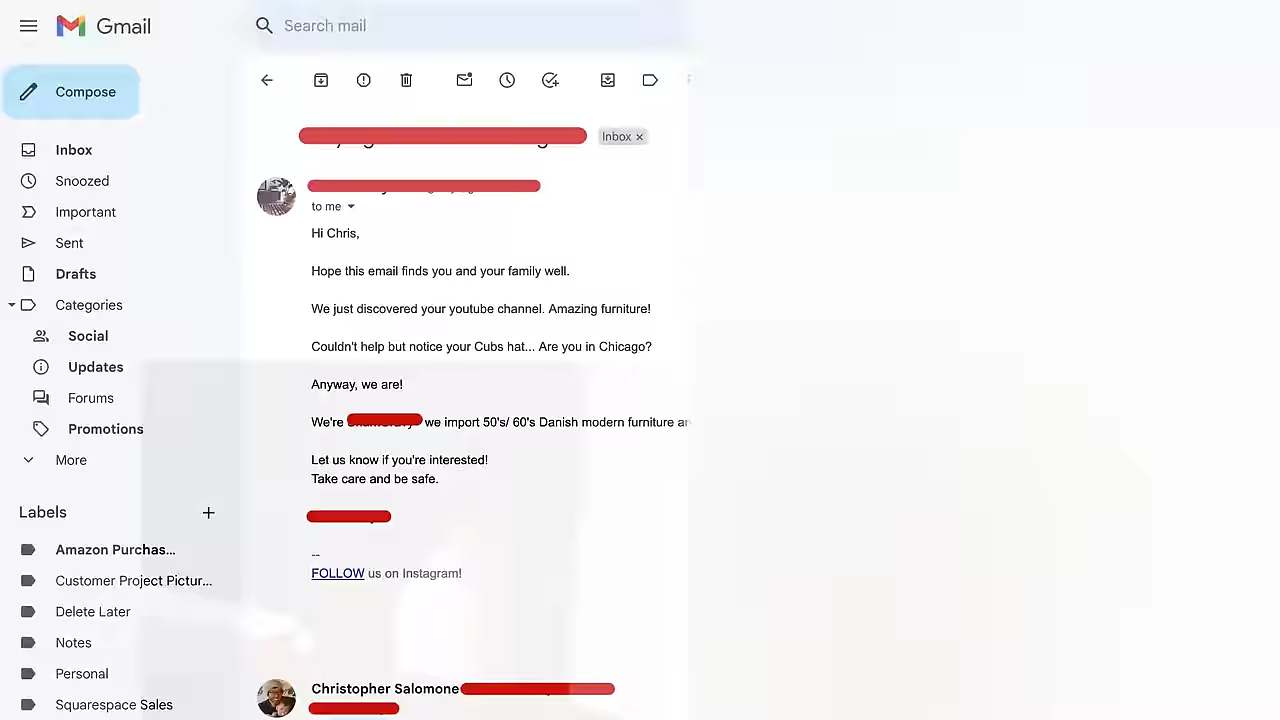 Gmail
Search mail
Compose
Inbox
Snoozed
Important
Sent
Drafts
Categories
Social
Updates
Forums
Promotions
More
Labels
Amazon Purchas...
Customer Project Pictur...
Delete Later
Notes
Personal
Squarespace Sales
Inbox
to me
Hi Chris,
Hope this email finds you and your family well.
We just discovered your youtube channel. Amazing furniture!
Couldn't help but notice your Cubs hat... Are you in Chicago?
Anyway, we are!
We're we import 50's/ 60's Danish modern furniture
Let us know if you're interested!
Take care and be safe.
--
FOLLOW us on Instagram!
Christopher Salomone